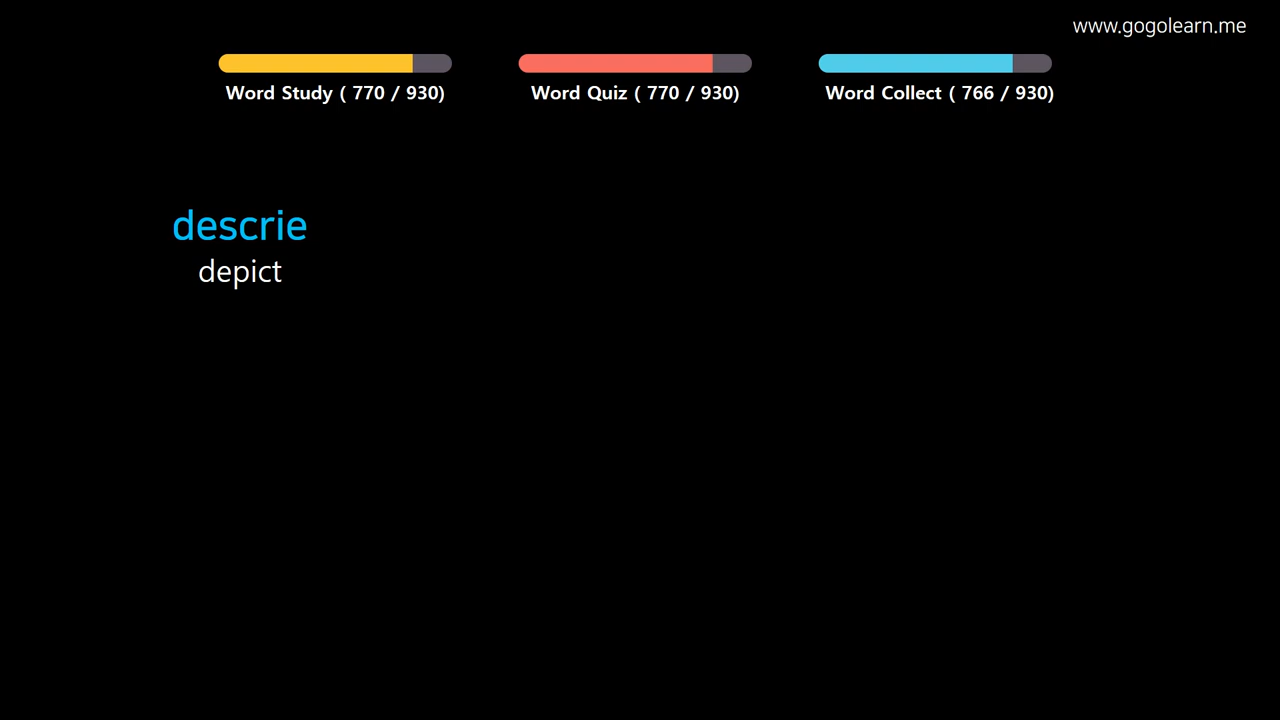 www.gogolearn.me
Word Study ( 770 / 930)
Word Quiz ( 770 / 930)
Word Collect ( 766 / 930)
descrie
depict